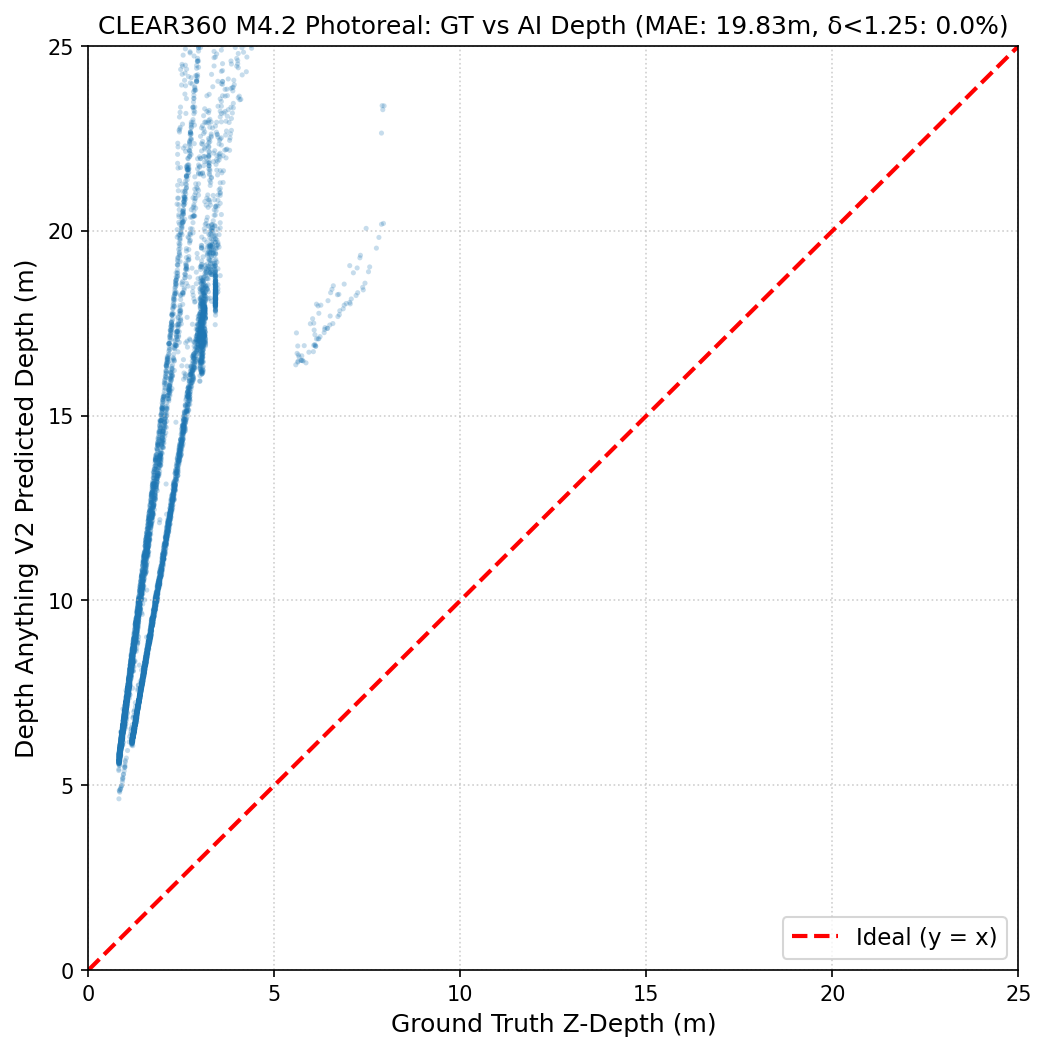 CLEAR360 M4.2 Photoreal: GT vs AI Depth (MAE: 19.83m, δ<1.25: 0.0%)
Depth Anything V2 Predicted Depth (m)
25
20
15
10
5
0
Ideal (y = x)
0 5 10 15 20 25
Ground Truth Z-Depth (m)